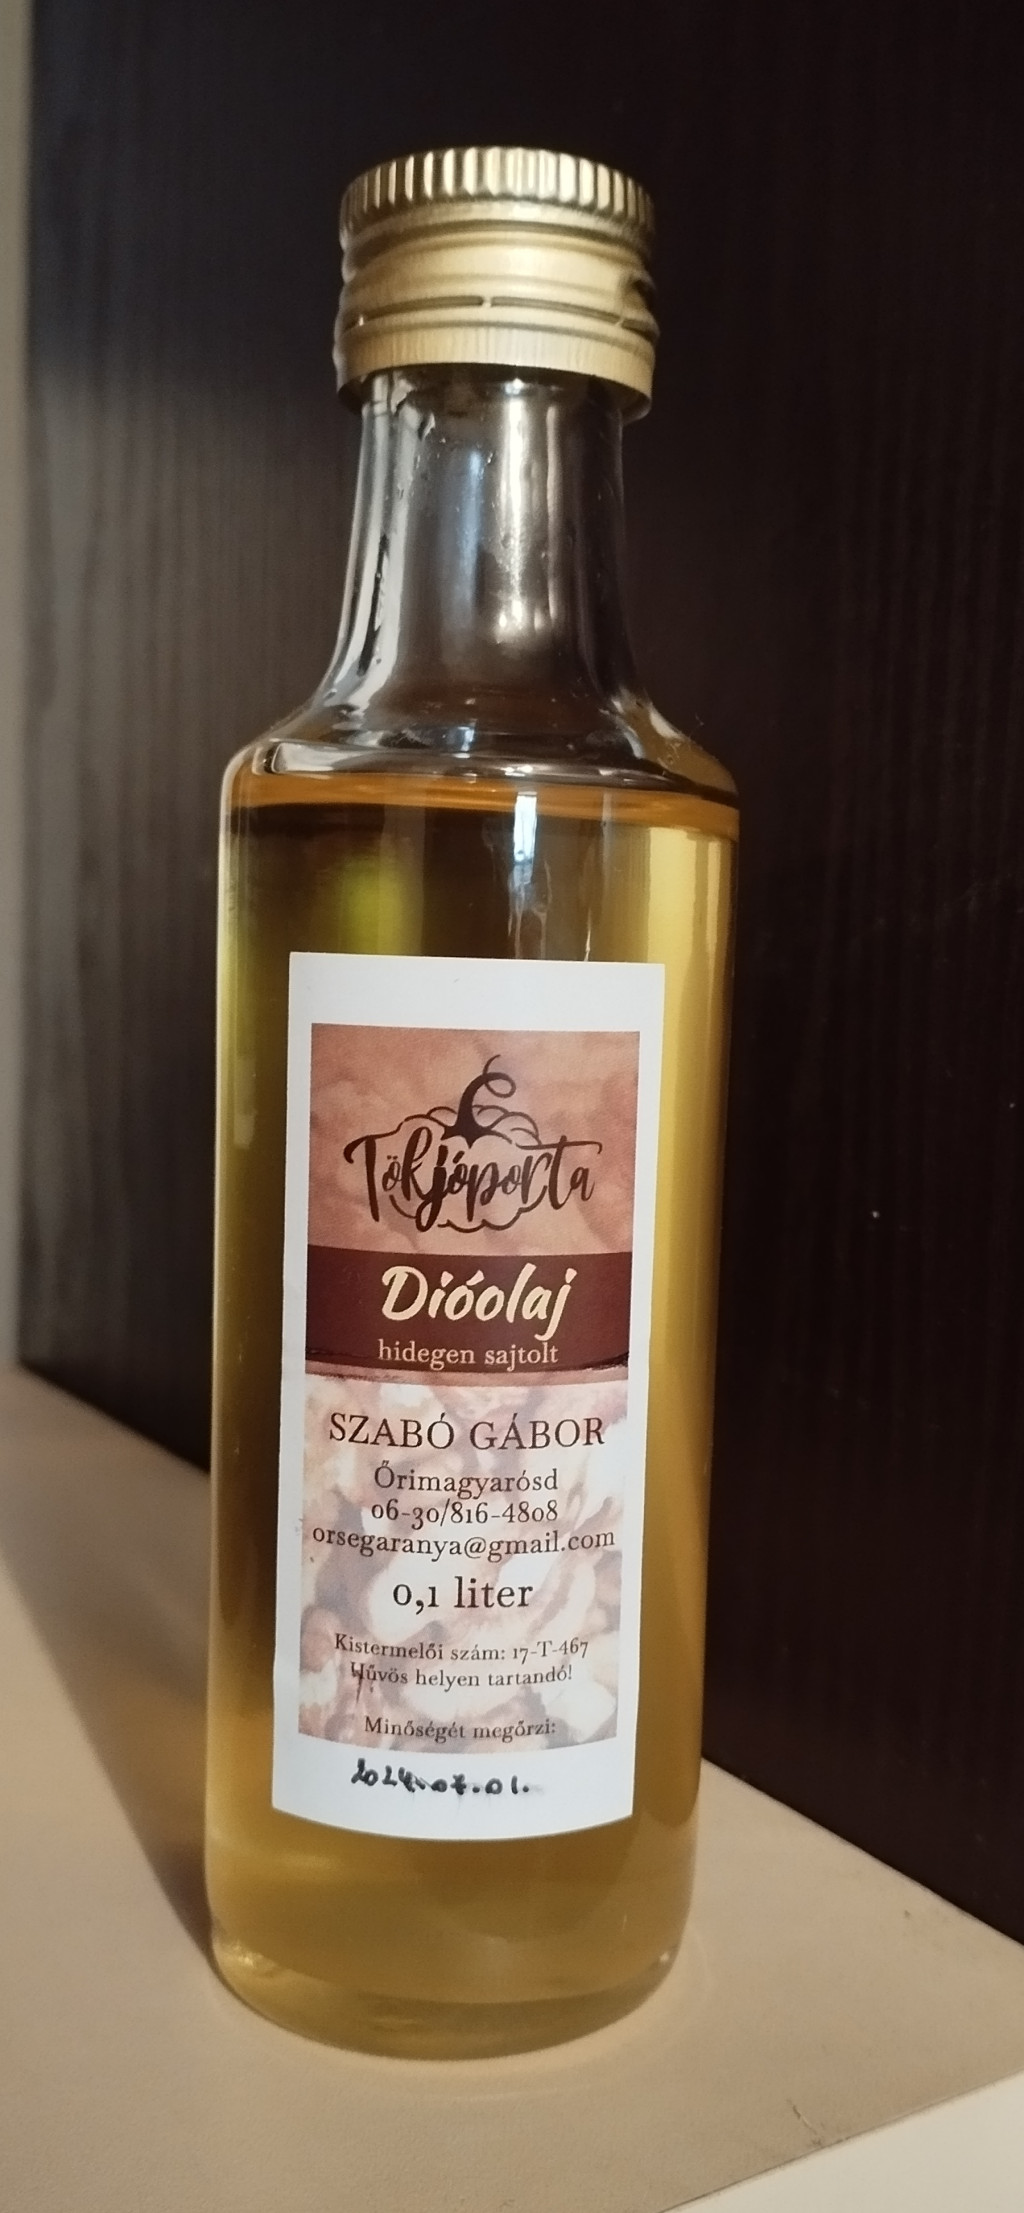 Tökjóporta
Dióolaj
hidegen sajtolt
SZABÓ GÁBOR
Őrimagyarósd
06-30/816-4808
orsegaranya@gmail.com
0,1 liter
Kistermelői szám: 17-T-467
Hűvös helyen tartandó!
Minőségét megőrzi:
2024.07.01.